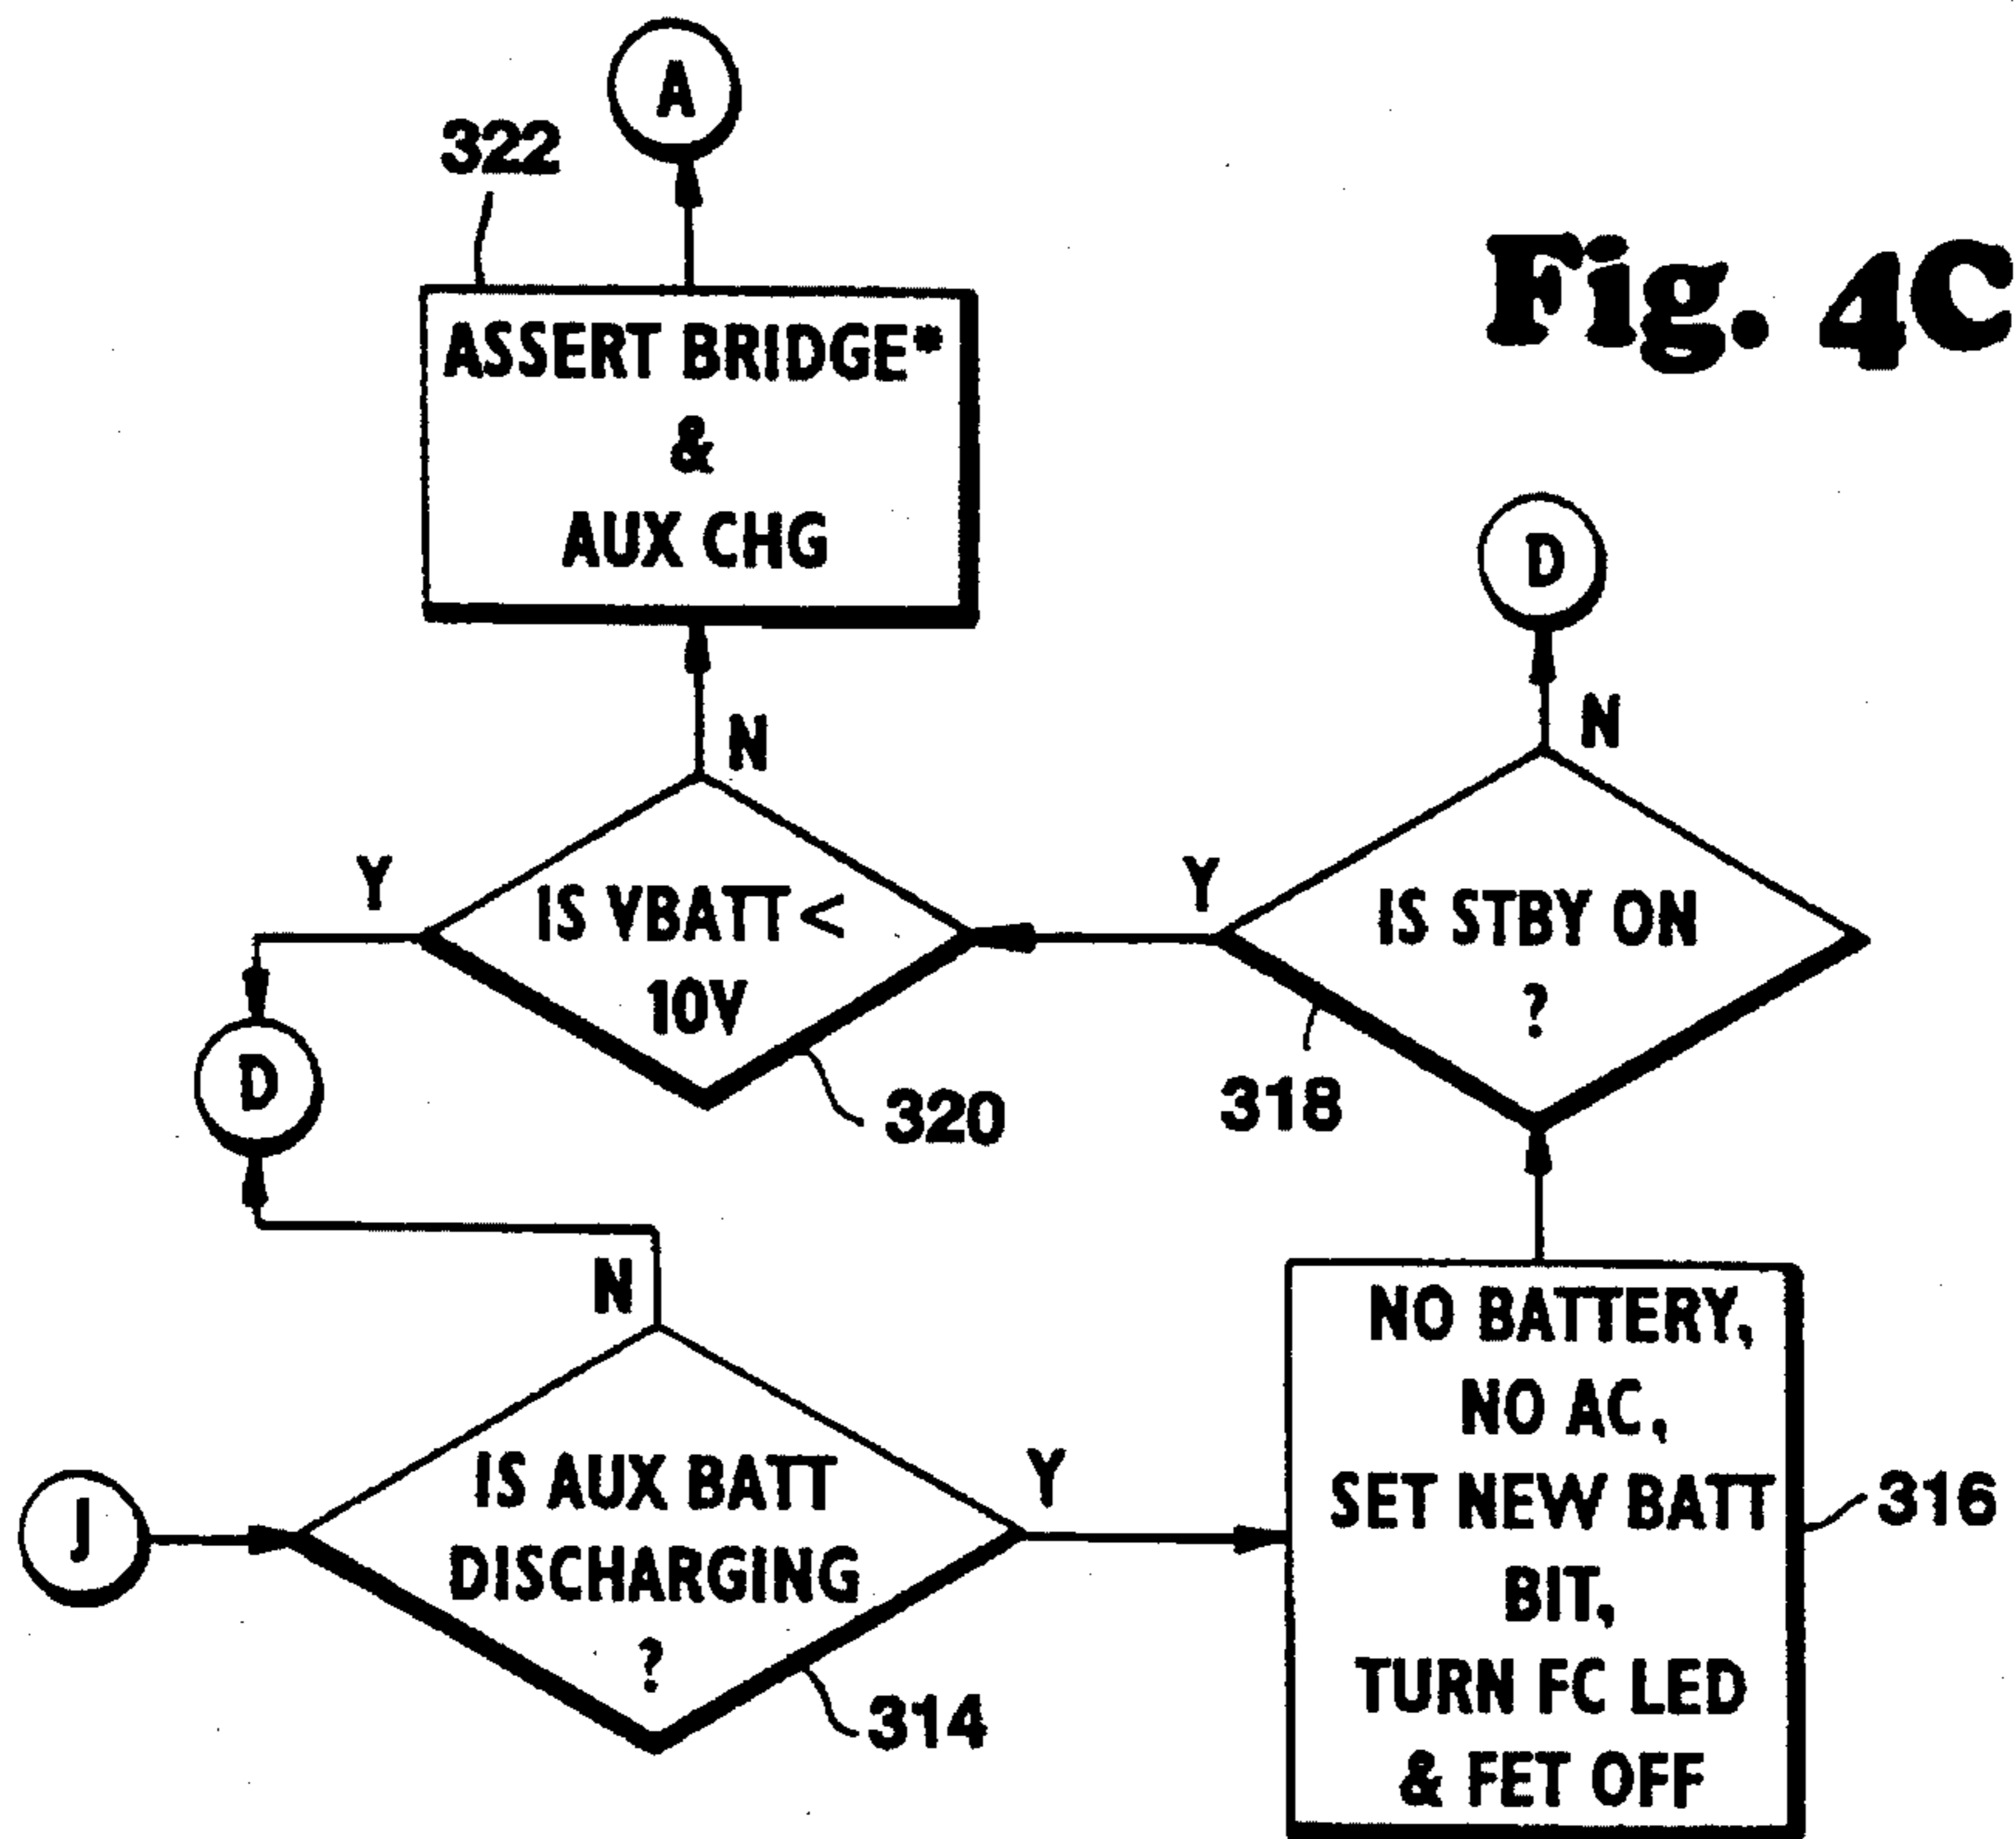 A
322
Fig. 4C
ASSERT BRIDGE*
&
AUX CHG
D
N
N
Y
IS VBATT <
10V
Y
IS STBY ON
?
D
320
318
N
NO BATTERY,
NO AC,
SET NEW BATT
BIT,
TURN FC LED
& FET OFF
316
J
IS AUX BATT
DISCHARGING
?
Y
314